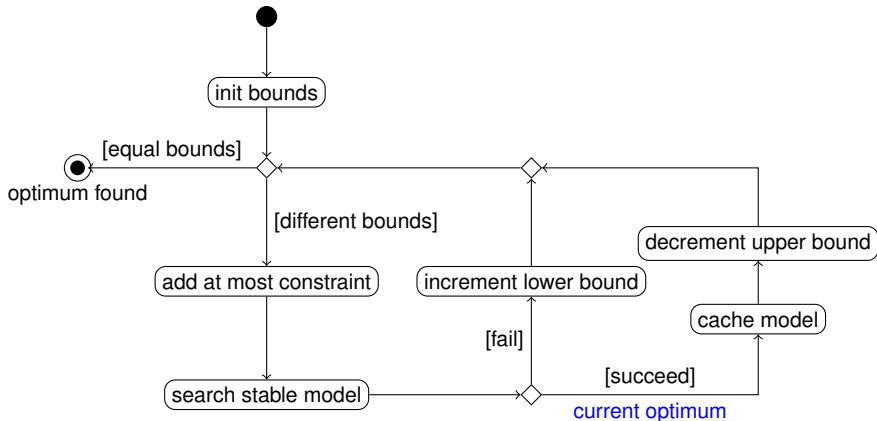 init bounds
[equal bounds]
optimum found
[different bounds]
decrement upper bound
add at most constraint
increment lower bound
cache model
[fail]
[succeed]
search stable model
current optimum